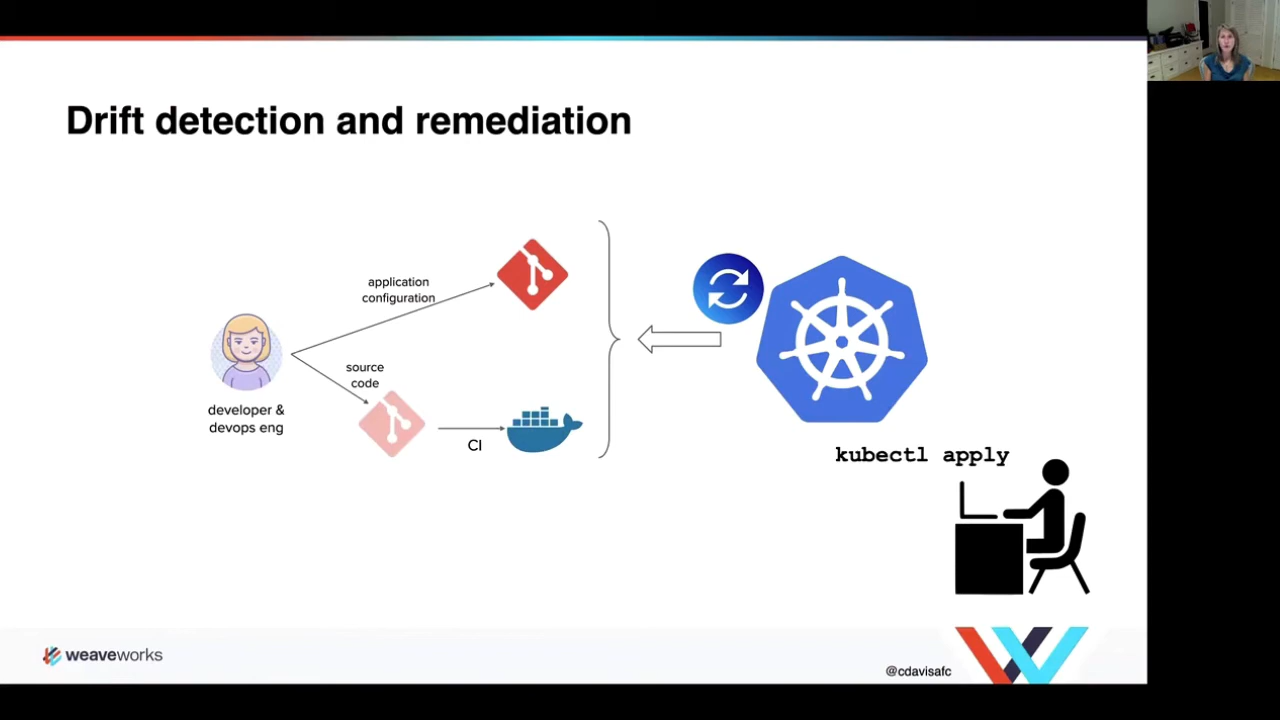 Drift detection and remediation
application
configuration
source
code
developer &
devops eng
CI
kubectl apply
weaveworks
@cdavisafc